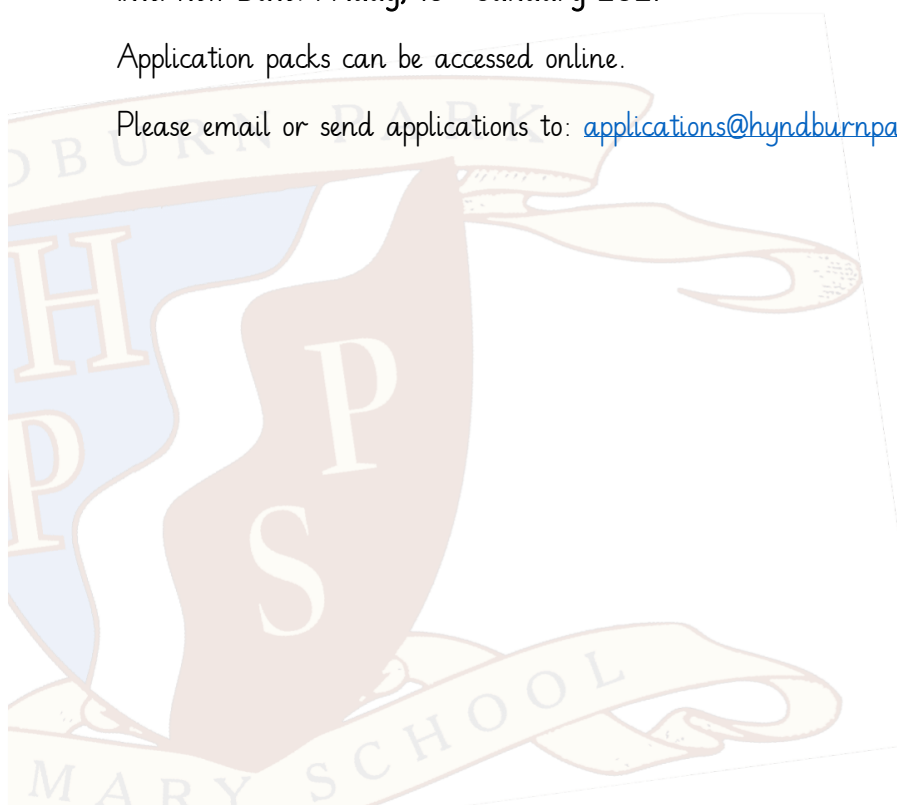 Application packs can be accessed online.
Please email or send applications to: applications@hyndburnpa
DBURN PARK
H
P
P
S
MARY SCHOOL